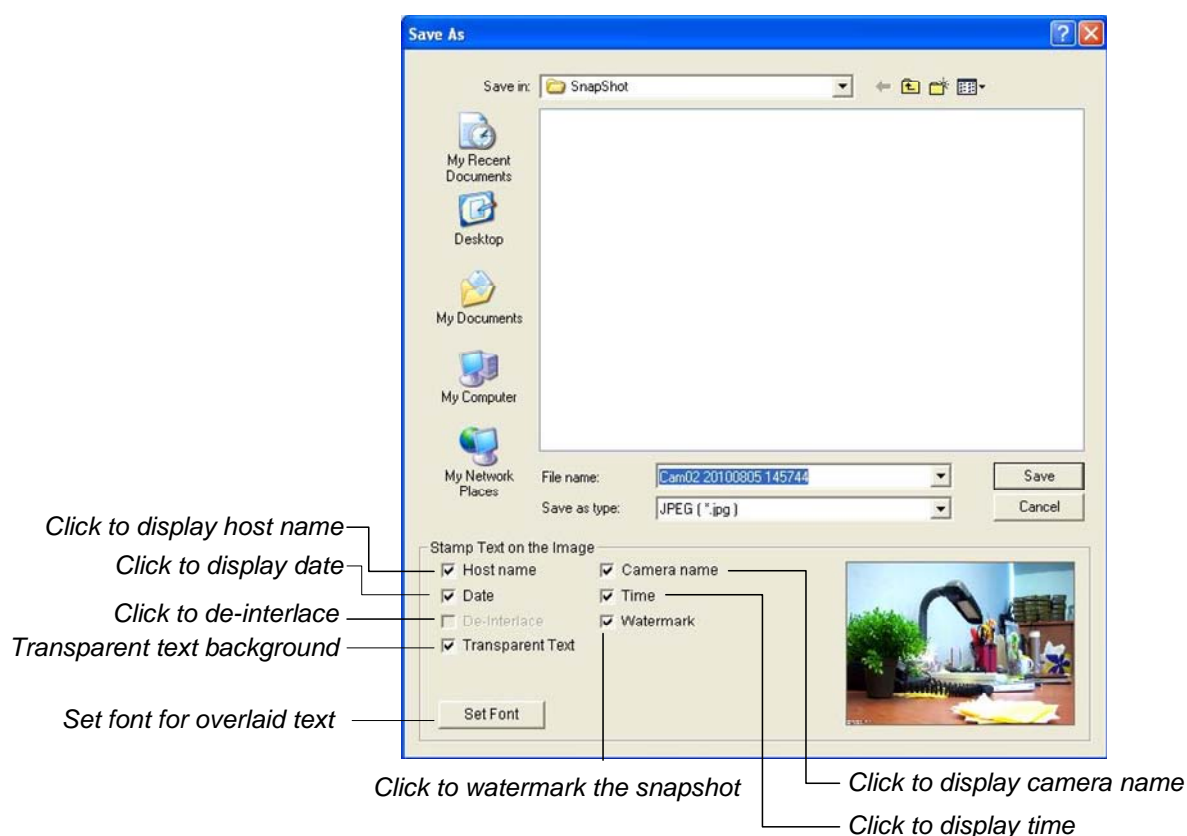 Save As
Save in:
SnapShot
My Recent
Documents
Desktop
My Documents
My Computer
My Network
Places
File name:
Cam02 20100805 145744
Save
Save as type:
JPEG ( *.jpg )
Cancel
Stamp Text on the Image
Click to display host name
Host name
Camera name
Click to display date
Date
Time
Click to de-interlace
De-Interlace
Watermark
Transparent text background
Transparent Text
Set font for overlaid text
Set Font
Click to watermark the snapshot
Click to display camera name
Click to display time